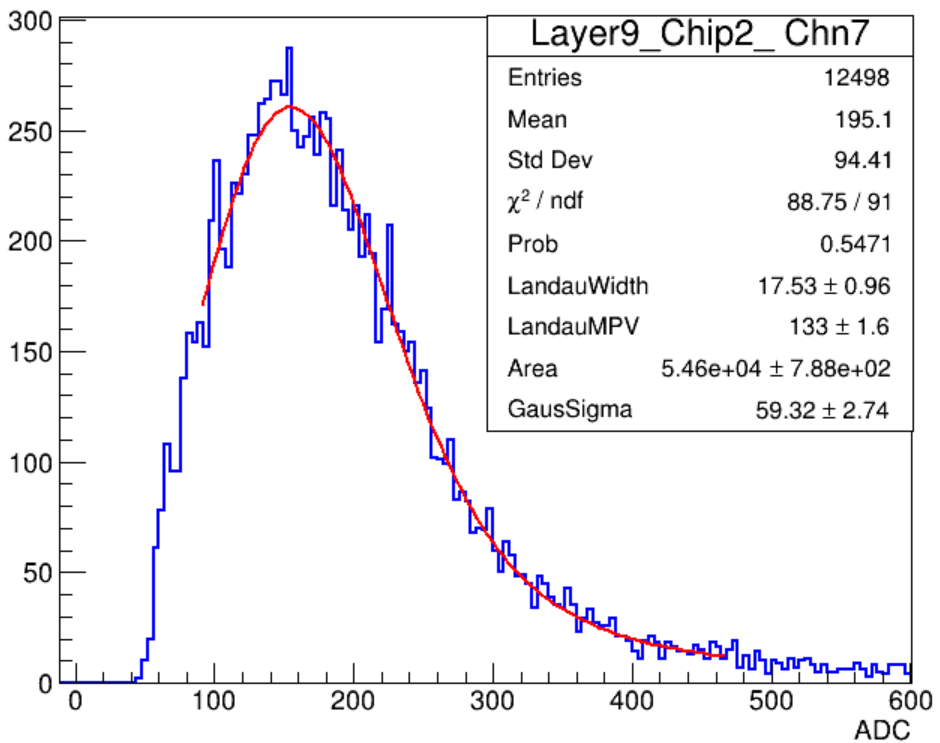 Layer9_Chip2_ Chn7
Entries 12498
Mean 195.1
Std Dev 94.41
χ² / ndf 88.75 / 91
Prob 0.5471
LandauWidth 17.53 ± 0.96
LandauMPV 133 ± 1.6
Area 5.46e+04 ± 7.88e+02
GausSigma 59.32 ± 2.74
300
250
200
150
100
50
0
0 100 200 300 400 500 600
ADC